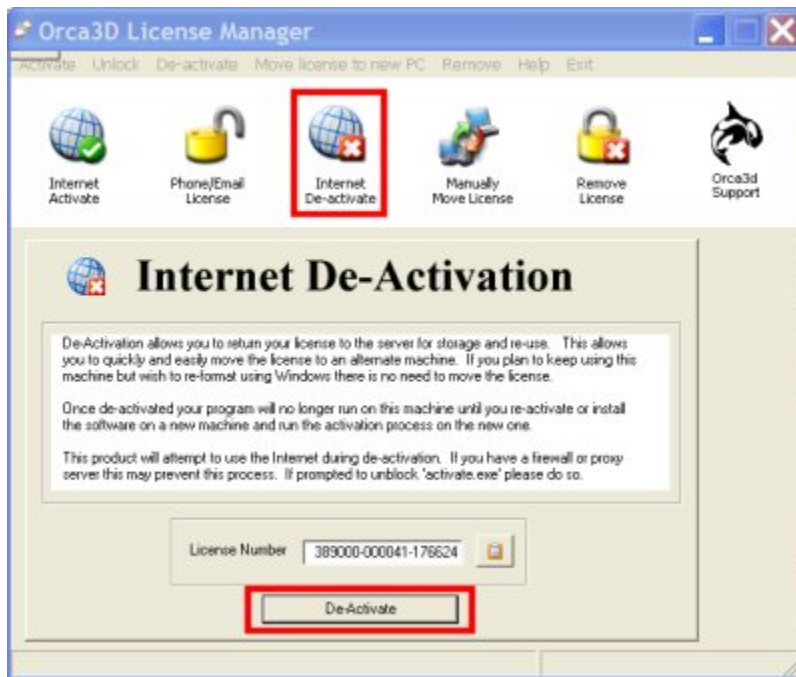 Orca3D License Manager
Activate Unlock De-activate Move license to new PC Remove Help Exit
Internet Activate
Phone/Email License
Internet De-activate
Manually Move License
Remove License
Orca3d Support
Internet De-Activation
De-Activation allows you to return your license to the server for storage and re-use. This allows
you to quickly and easily move the license to an alternate machine. If you plan to keep using this
machine but wish to re-format using Windows there is no need to move the license.
Once de-activated your program will no longer run on this machine until you re-activate or install
the software on a new machine and run the activation process on the new one.
This product will attempt to use the Internet during de-activation. If you have a firewall or proxy
server this may prevent this process. If prompted to unblock 'activate.exe' please do so.
License Number 389000-000041-176624
De-Activate